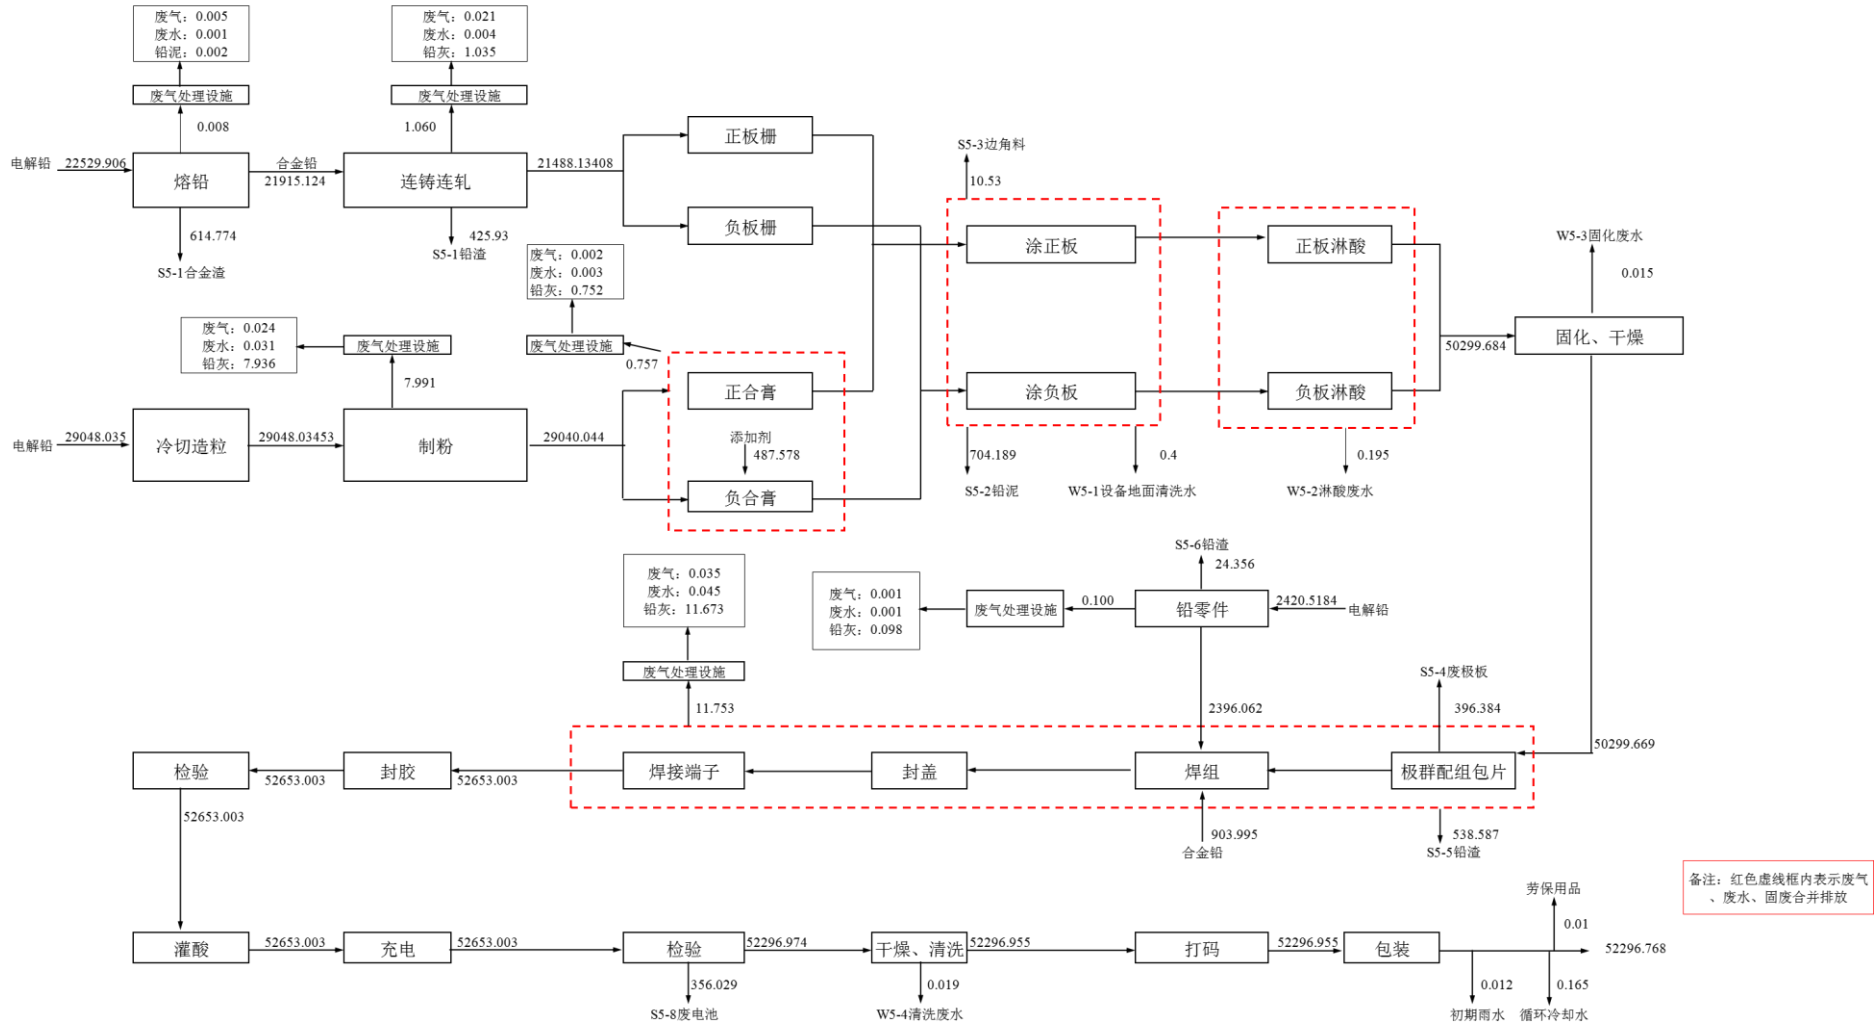 废气：0.005
废水：0.001
铅泥：0.002
废气：0.021
废水：0.004
铅灰：1.035
废气处理设施
废气处理设施
0.008
1.060
电解铅
22529.906
熔铅
合金铅
21915.124
连铸连轧
21488.13408
正板栅
负板栅
614.774
S5-1合金渣
425.93
S5-1铅渣
S5-3边角料
10.53
涂正板
正板淋酸
W5-3固化废水
0.015
废气：0.002
废水：0.003
铅灰：0.752
废气处理设施
0.757
废气：0.024
废水：0.031
铅灰：7.936
废气处理设施
7.991
50299.684
固化、干燥
正合膏
涂负板
负板淋酸
电解铅
29048.035
冷切造粒
29048.03453
制粉
29040.044
添加剂
487.578
负合膏
704.189
S5-2铅泥
0.4
W5-1设备地面清洗水
0.195
W5-2淋酸废水
废气：0.035
废水：0.045
铅灰：11.673
废气处理设施
11.753
废气：0.001
废水：0.001
铅灰：0.098
废气处理设施
0.100
S5-6铅渣
24.356
铅零件
2420.5184
电解铅
2396.062
S5-4废极板
396.384
50299.669
检验
52653.003
封胶
52653.003
焊接端子
封盖
焊组
极群配组包片
52653.003
903.995
合金铅
538.587
S5-5铅渣
备注：红色虚线框内表示废气
、废水、固废合并排放
劳保用品
0.01
灌酸
52653.003
充电
52653.003
检验
52296.974
干燥、清洗
52296.955
打码
52296.955
包装
52296.768
356.029
S5-8废电池
0.019
W5-4清洗废水
0.012
初期雨水
0.165
循环冷却水